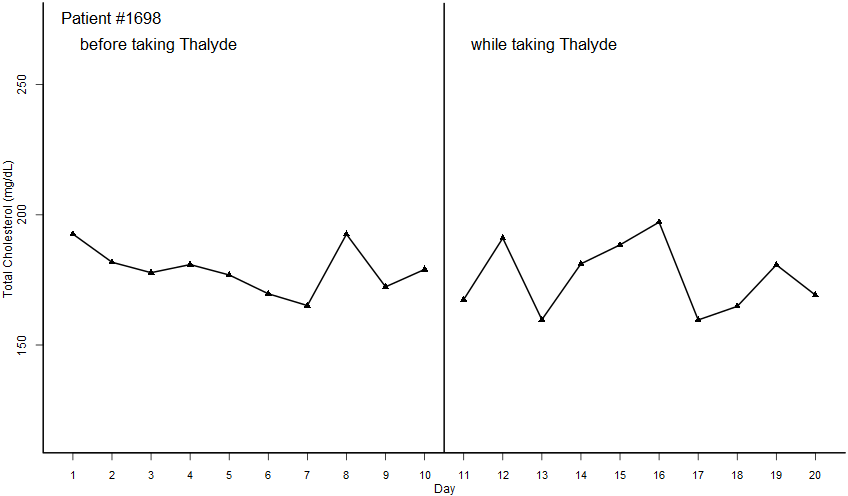 Patient #1698
before taking Thalyde
while taking Thalyde
Total Cholesterol (mg/dL)
250
200
150
1 2 3 4 5 6 7 8 9 10 11 12 13 14 15 16 17 18 19 20
Day